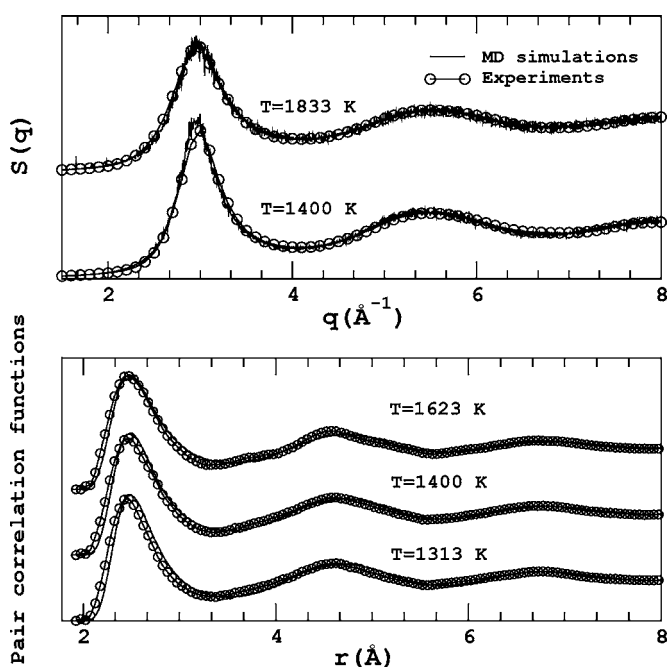 MD simulations
Experiments
T=1833 K
T=1400 K
S(q)
2 4 6 8
q(Å⁻¹)
Pair correlation functions
T=1623 K
T=1400 K
T=1313 K
2 4 6 8
r(Å)